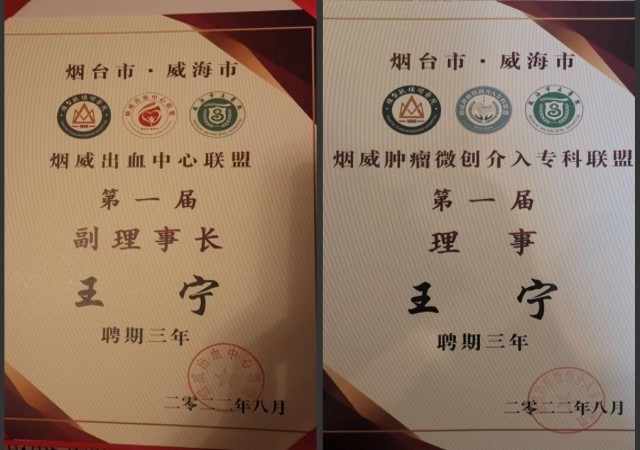 烟台市·威海市
烟威出血中心联盟
第一届
副理事长
王宁
聘期三年
二零二二年八月
烟台市·威海市
烟威肿瘤微创介入专科联盟
第一届
理事
王宁
聘期三年
二零二二年八月